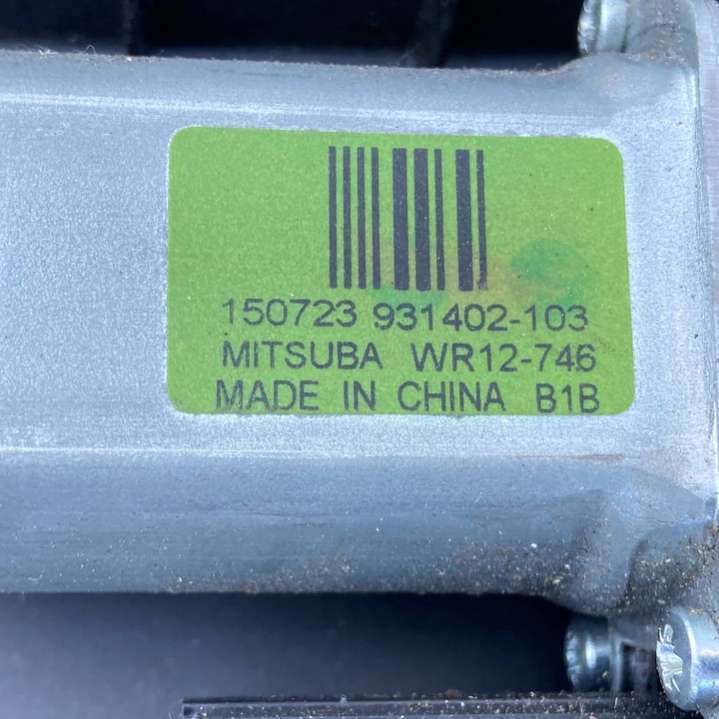 150723 931402-103
MITSUBA WR12-746
MADE IN CHINA B1B